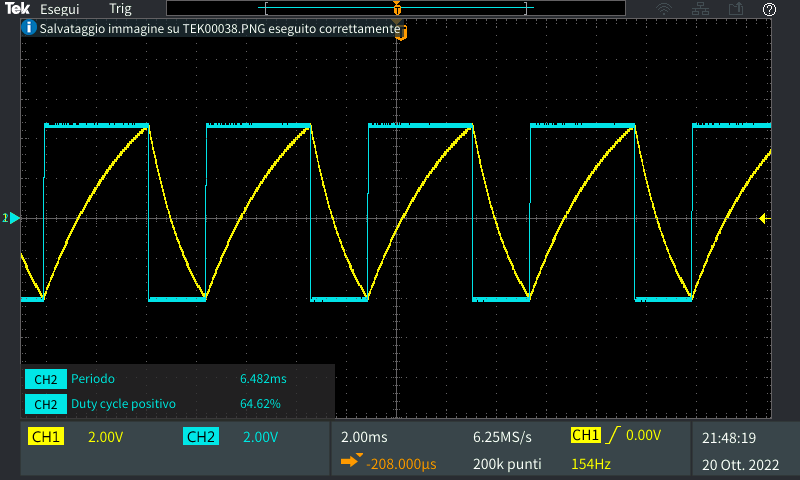 Tek Esegui Trig
Salvataggio immagine su TEK00038.PNG eseguito correttamente
CH2 Periodo 6.482ms
CH2 Duty cycle positivo 64.62%
CH1 2.00V CH2 2.00V 2.00ms 6.25MS/s CH1 0.00V 21:48:19
-208.000µs 200k punti 154Hz 20 Ott. 2022